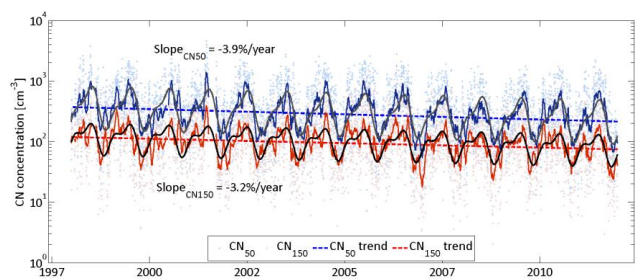 10^4
10^3
10^2
10^1
10^0
CN concentration [cm^-3]
Slope_CN50 = -3.9%/year
Slope_CN150 = -3.2%/year
CN_50 CN_150 CN_50 trend CN_150 trend
1997 2000 2002 2005 2007 2010